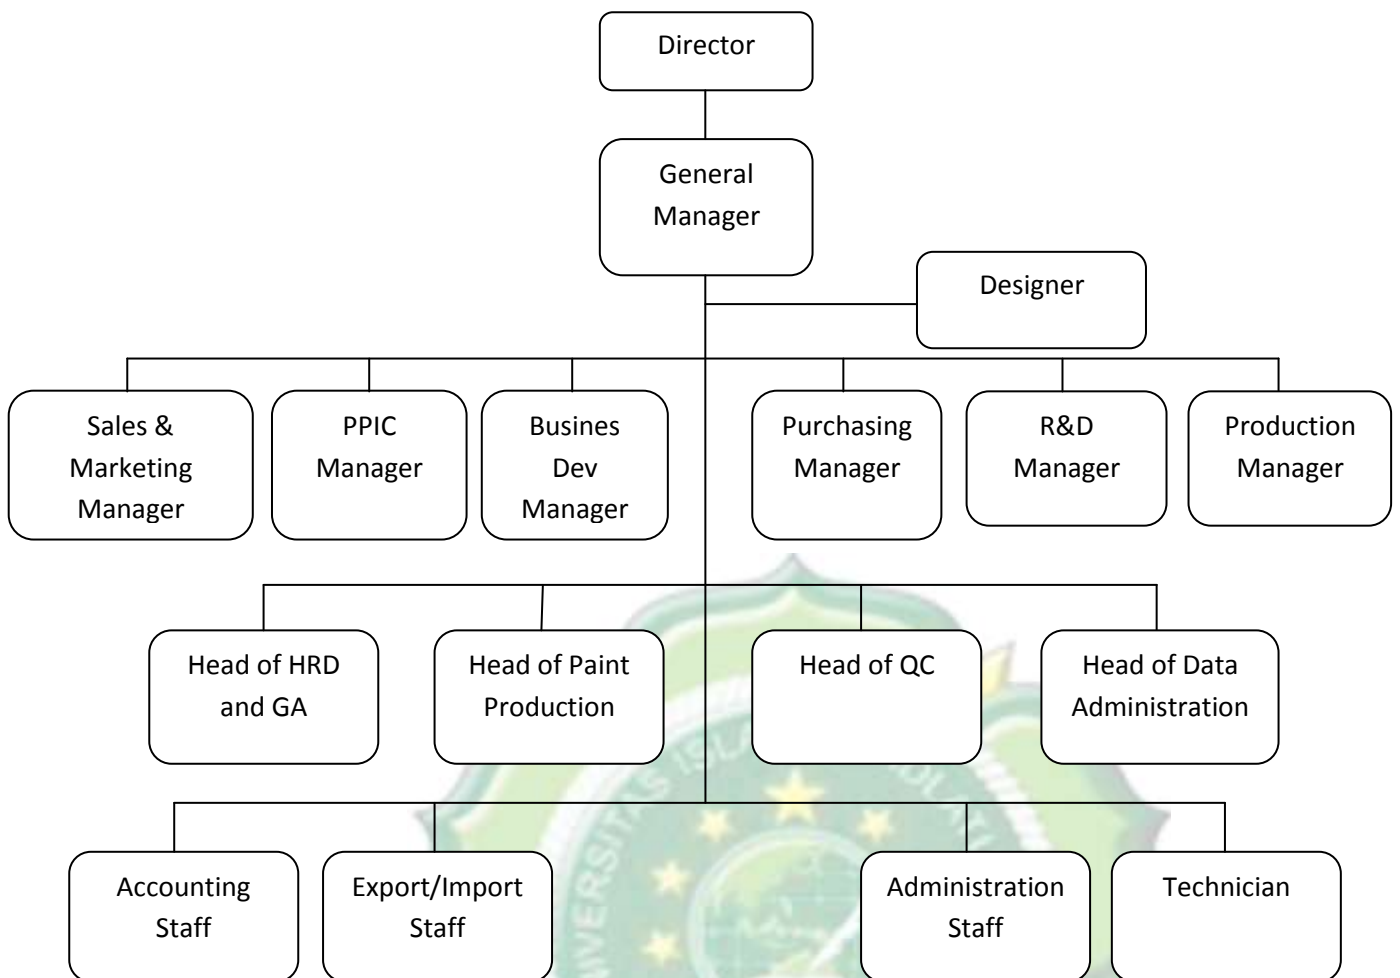 Director
General
Manager
Designer
Sales &
Marketing
Manager
PPIC
Manager
Busines
Dev
Manager
Purchasing
Manager
R&D
Manager
Production
Manager
Head of HRD
and GA
Head of Paint
Production
Head of QC
Head of Data
Administration
Accounting
Staff
Export/Import
Staff
Administration
Staff
Technician